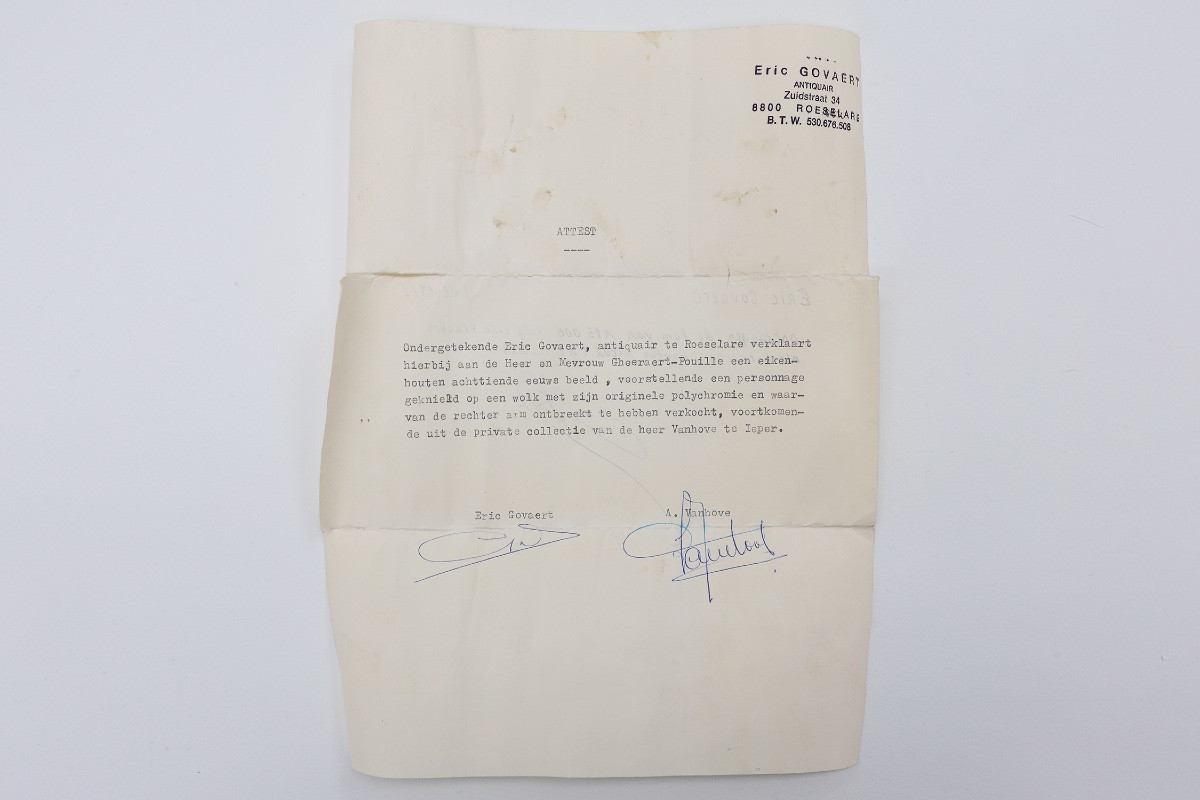 Eric GOVAERT
ANTIQUAIR
Zuidstraat 34
8800 ROESELARE
B.T.W. 530.676.508
ATTEST
----
Ondergetekende Eric Govaert, antiquair te Roeselare verklaart
hierbij aan de Heer en Mevrouw Gheeraert-Pouille een eiken-
houten achttiende eeuws beeld , voorstellende een personnage
geknield op een wolk met zijn originele polychromie en waar-
van de rechter arm ontbreekt te hebben verkocht, voortkomen-
de uit de private collectie van de heer Vanhove te Ieper.
Eric Govaert
A. Vanhove